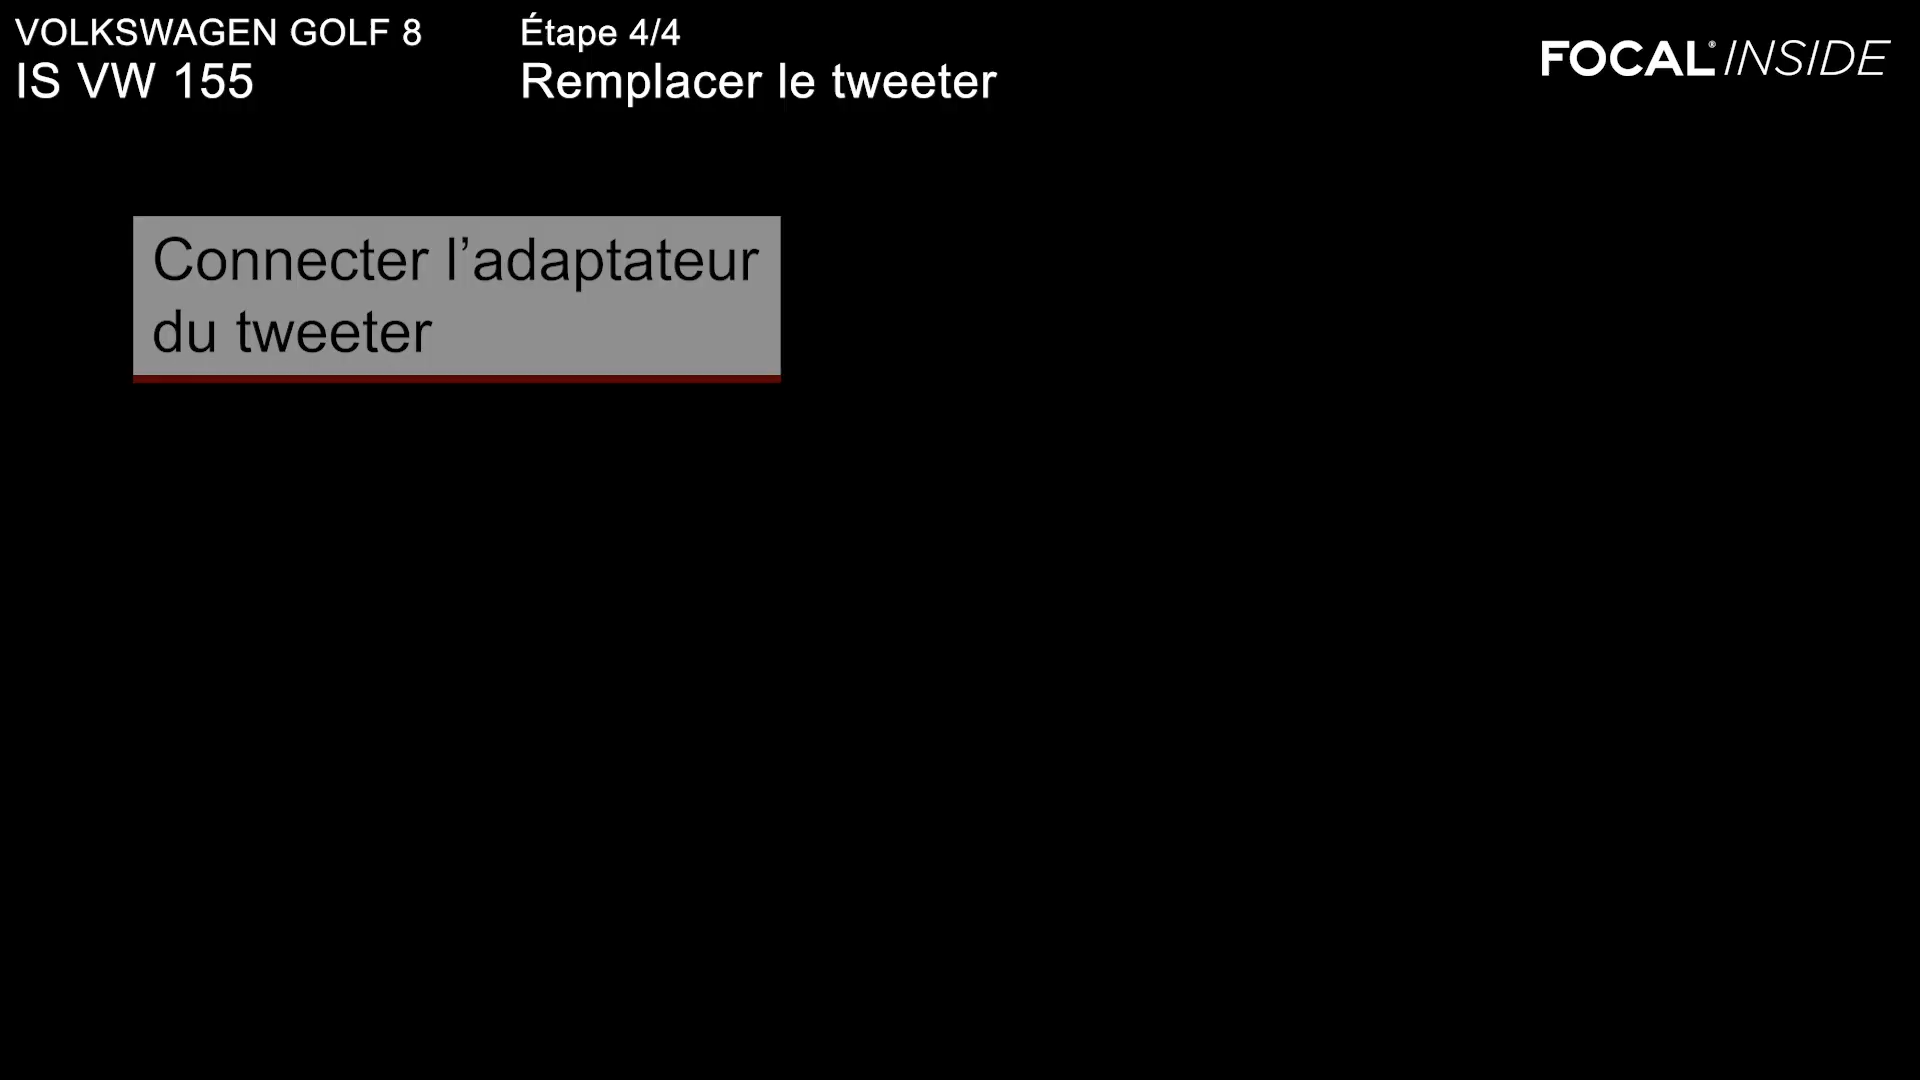 VOLKSWAGEN GOLF 8
IS VW 155
Étape 4/4
Remplacer le tweeter
FOCAL® INSIDE
Connecter l’adaptateur
du tweeter